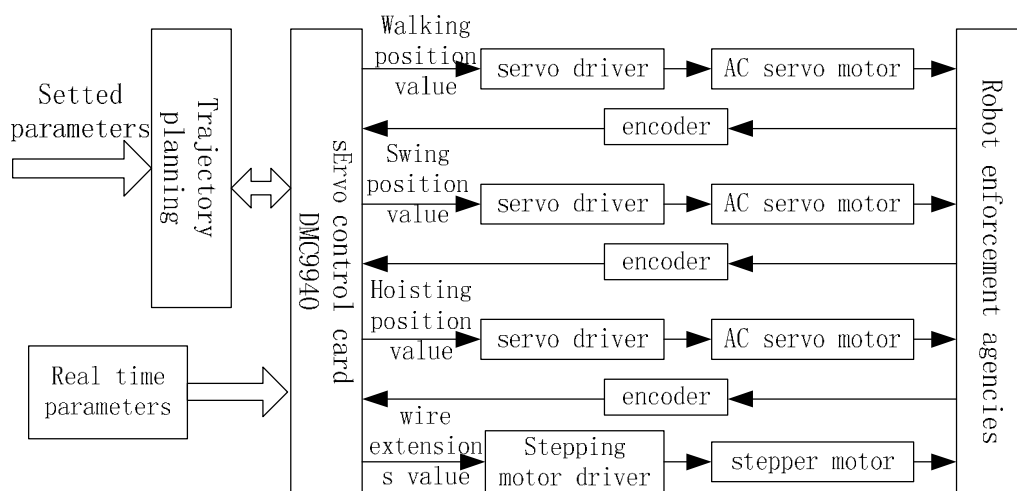 Setted
parameters
Trajectory
planning
Real time
parameters
sErvo control card
DMC9940
Walking
position
value
servo driver
AC servo motor
encoder
Swing
position
value
servo driver
AC servo motor
encoder
Hoisting
position
value
servo driver
AC servo motor
encoder
wire
extension
s value
Stepping
motor driver
stepper motor
Robot enforcement agencies